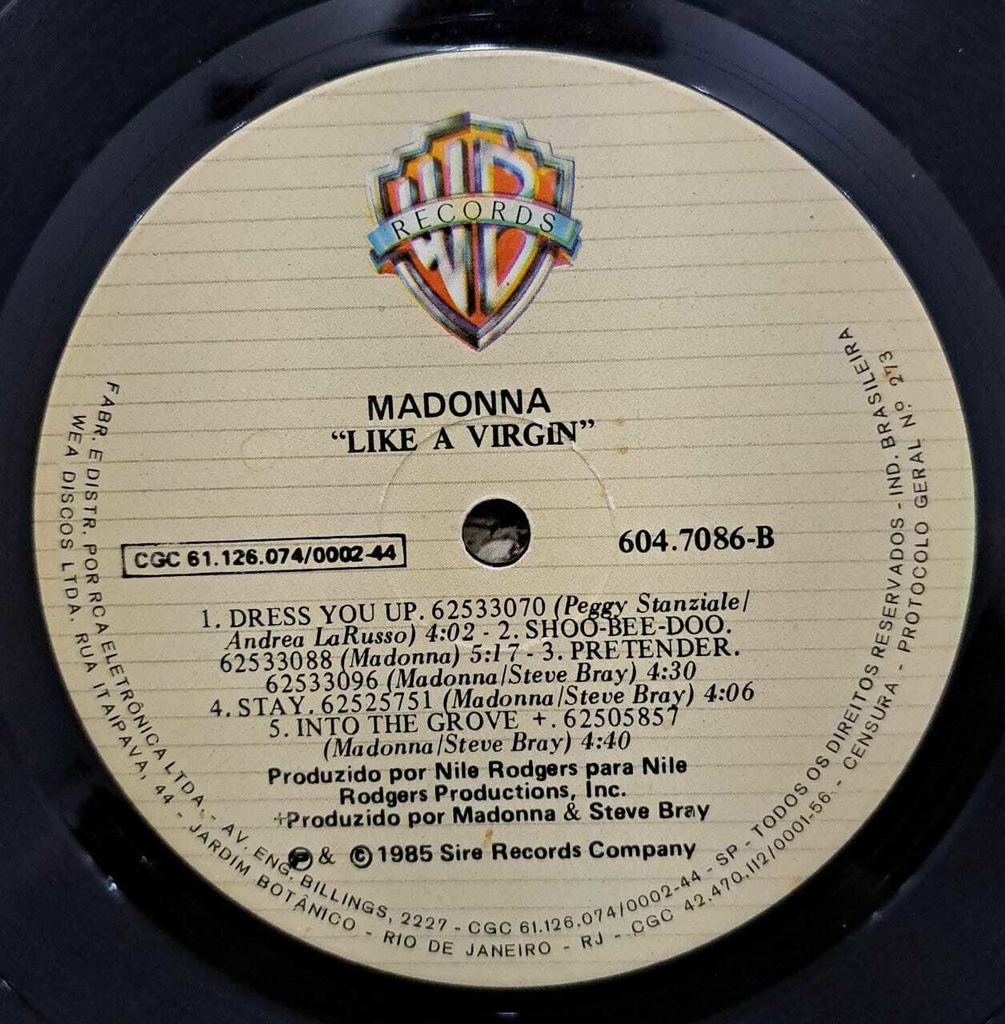 WB
RECORDS
MADONNA
“LIKE A VIRGIN”
CGC 61.126.074/0002-44
604.7086-B
1. DRESS YOU UP. 62533070 (Peggy Stanziale/
Andrea LaRusso) 4:02 - 2. SHOO-BEE-DOO.
62533088 (Madonna) 5:17 - 3. PRETENDER.
62533096 (Madonna/Steve Bray) 4:30
4. STAY. 62525751 (Madonna/Steve Bray) 4:06
5. INTO THE GROVE +. 62505857
(Madonna/Steve Bray) 4:40
Produzido por Nile Rodgers para Nile
Rodgers Productions, Inc.
+Produzido por Madonna & Steve Bray
℗ & © 1985 Sire Records Company
FABR. E DISTR. POR RCA ELETRÔNICA LTDA. - AV. ENG. BILLINGS, 2227 - CGC 61.126.074/0002-44 - SP - TODOS OS DIREITOS RESERVADOS - IND. BRASILEIRA
WEA DISCOS LTDA. RUA ITAIPAVA, 44 - JARDIM BOTÂNICO - RIO DE JANEIRO - RJ - CGC 42.470.112/0001-56. - CENSURA - PROTOCOLO GERAL Nº 273